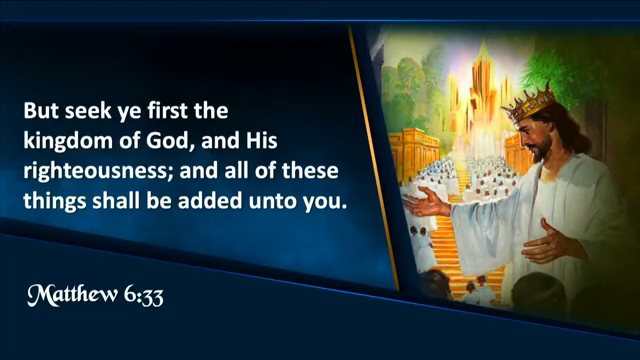 But seek ye first the
kingdom of God, and His
righteousness; and all of these
things shall be added unto you.
Matthew 6:33